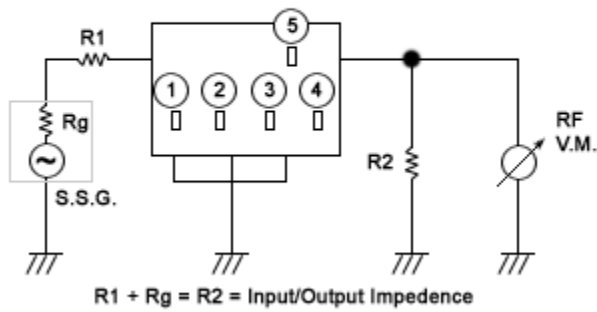 R1
5
1 2 3 4
Rg
S.S.G.
R2
RF
V.M.
R1 + Rg = R2 = Input/Output Impedence